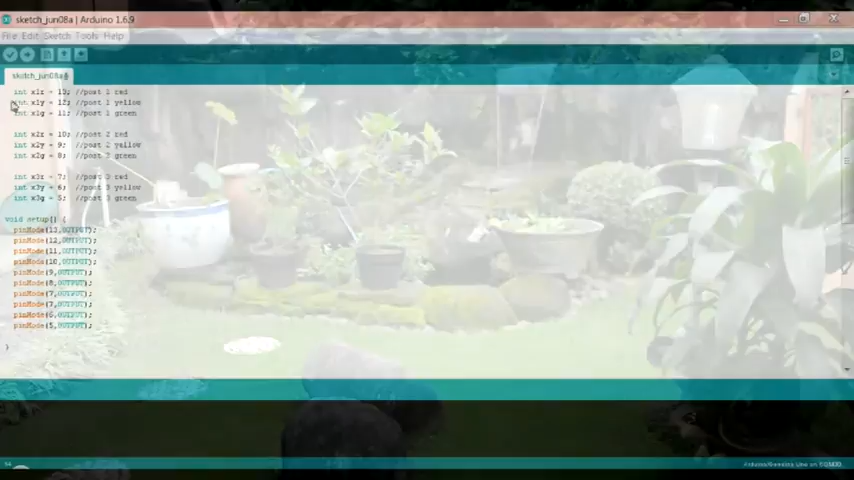 sketch_jun08a | Arduino 1.6.9
File Edit Sketch Tools Help
sketch_jun08a§
int x1r = 13; //post 1 red
int x1y = 12; //post 1 yellow
int x1g = 11; //post 1 green
int x2r = 10; //post 2 red
int x2y = 9; //post 2 yellow
int x2g = 8; //post 2 green
int x3r = 7; //post 3 red
int x3y = 6; //post 3 yellow
int x3g = 5; //post 3 green
void setup() {
pinMode(13,OUTPUT);
pinMode(12,OUTPUT);
pinMode(11,OUTPUT);
pinMode(10,OUTPUT);
pinMode(9,OUTPUT);
pinMode(8,OUTPUT);
pinMode(7,OUTPUT);
pinMode(7,OUTPUT);
pinMode(6,OUTPUT);
pinMode(5,OUTPUT);
}
Arduino/Genuino Uno on